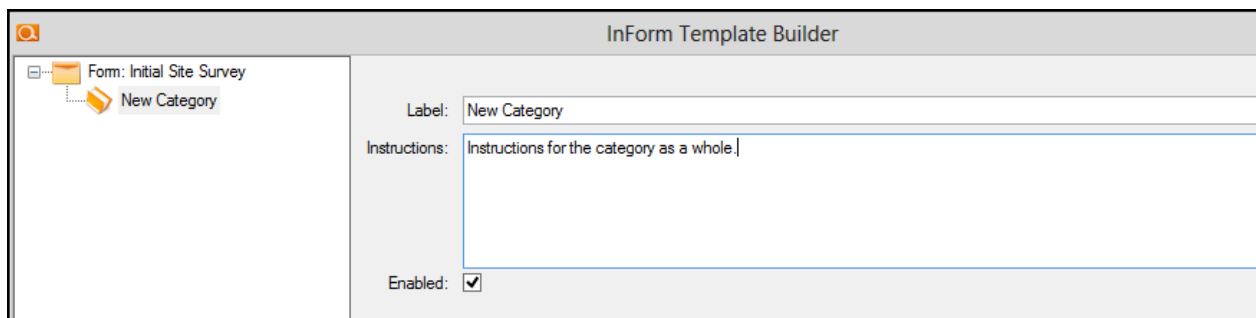 InForm Template Builder
Form: Initial Site Survey
New Category
Label: New Category
Instructions: Instructions for the category as a whole.
Enabled: